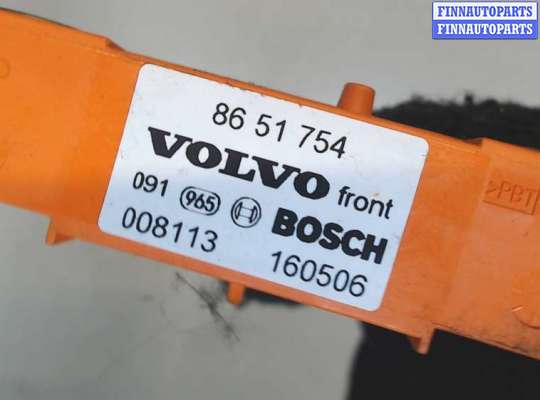 FINNAUTOPARTS
FINNAUTOPARTS
86 51 754
VOLVO front
091 965 BOSCH
008113 160506
>PBT